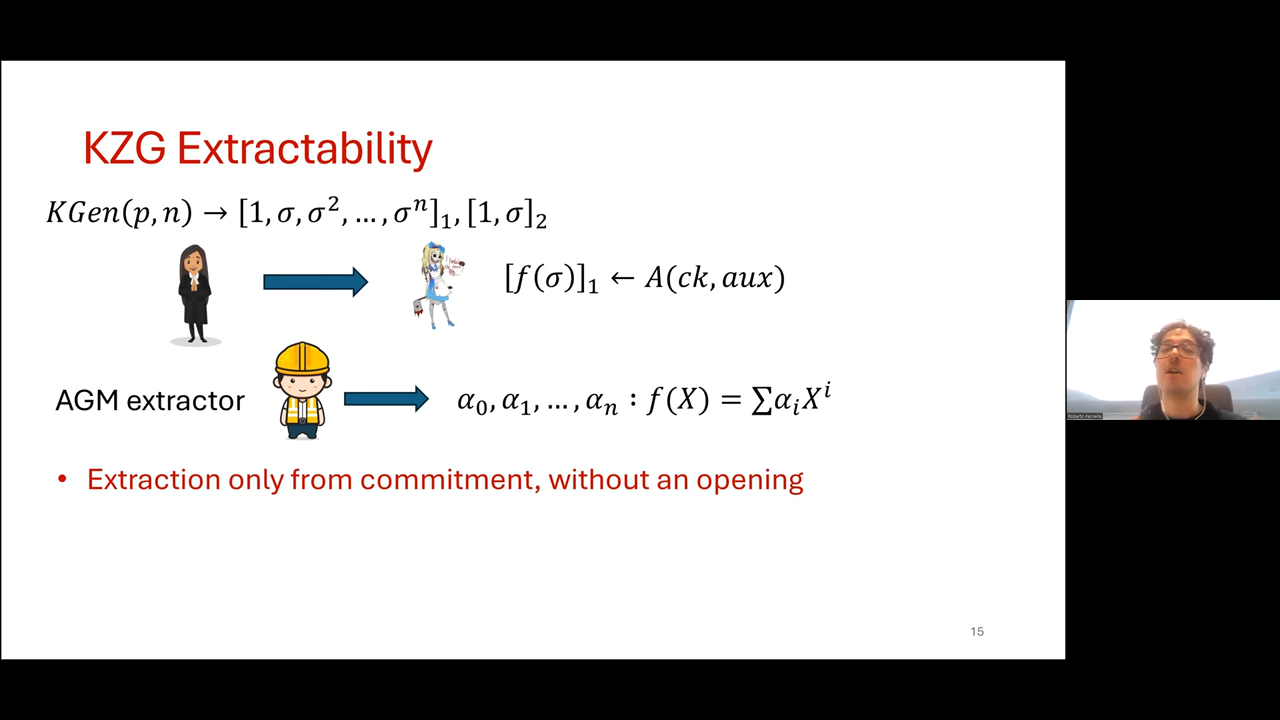 KZG Extractability
KGen(p, n) → [1, σ, σ², … , σⁿ]₁, [1, σ]₂
[f(σ)]₁ ← A(ck, aux)
AGM extractor
α₀, α₁, … , αₙ : f(X) = ∑αᵢXⁱ
• Extraction only from commitment, without an opening
15